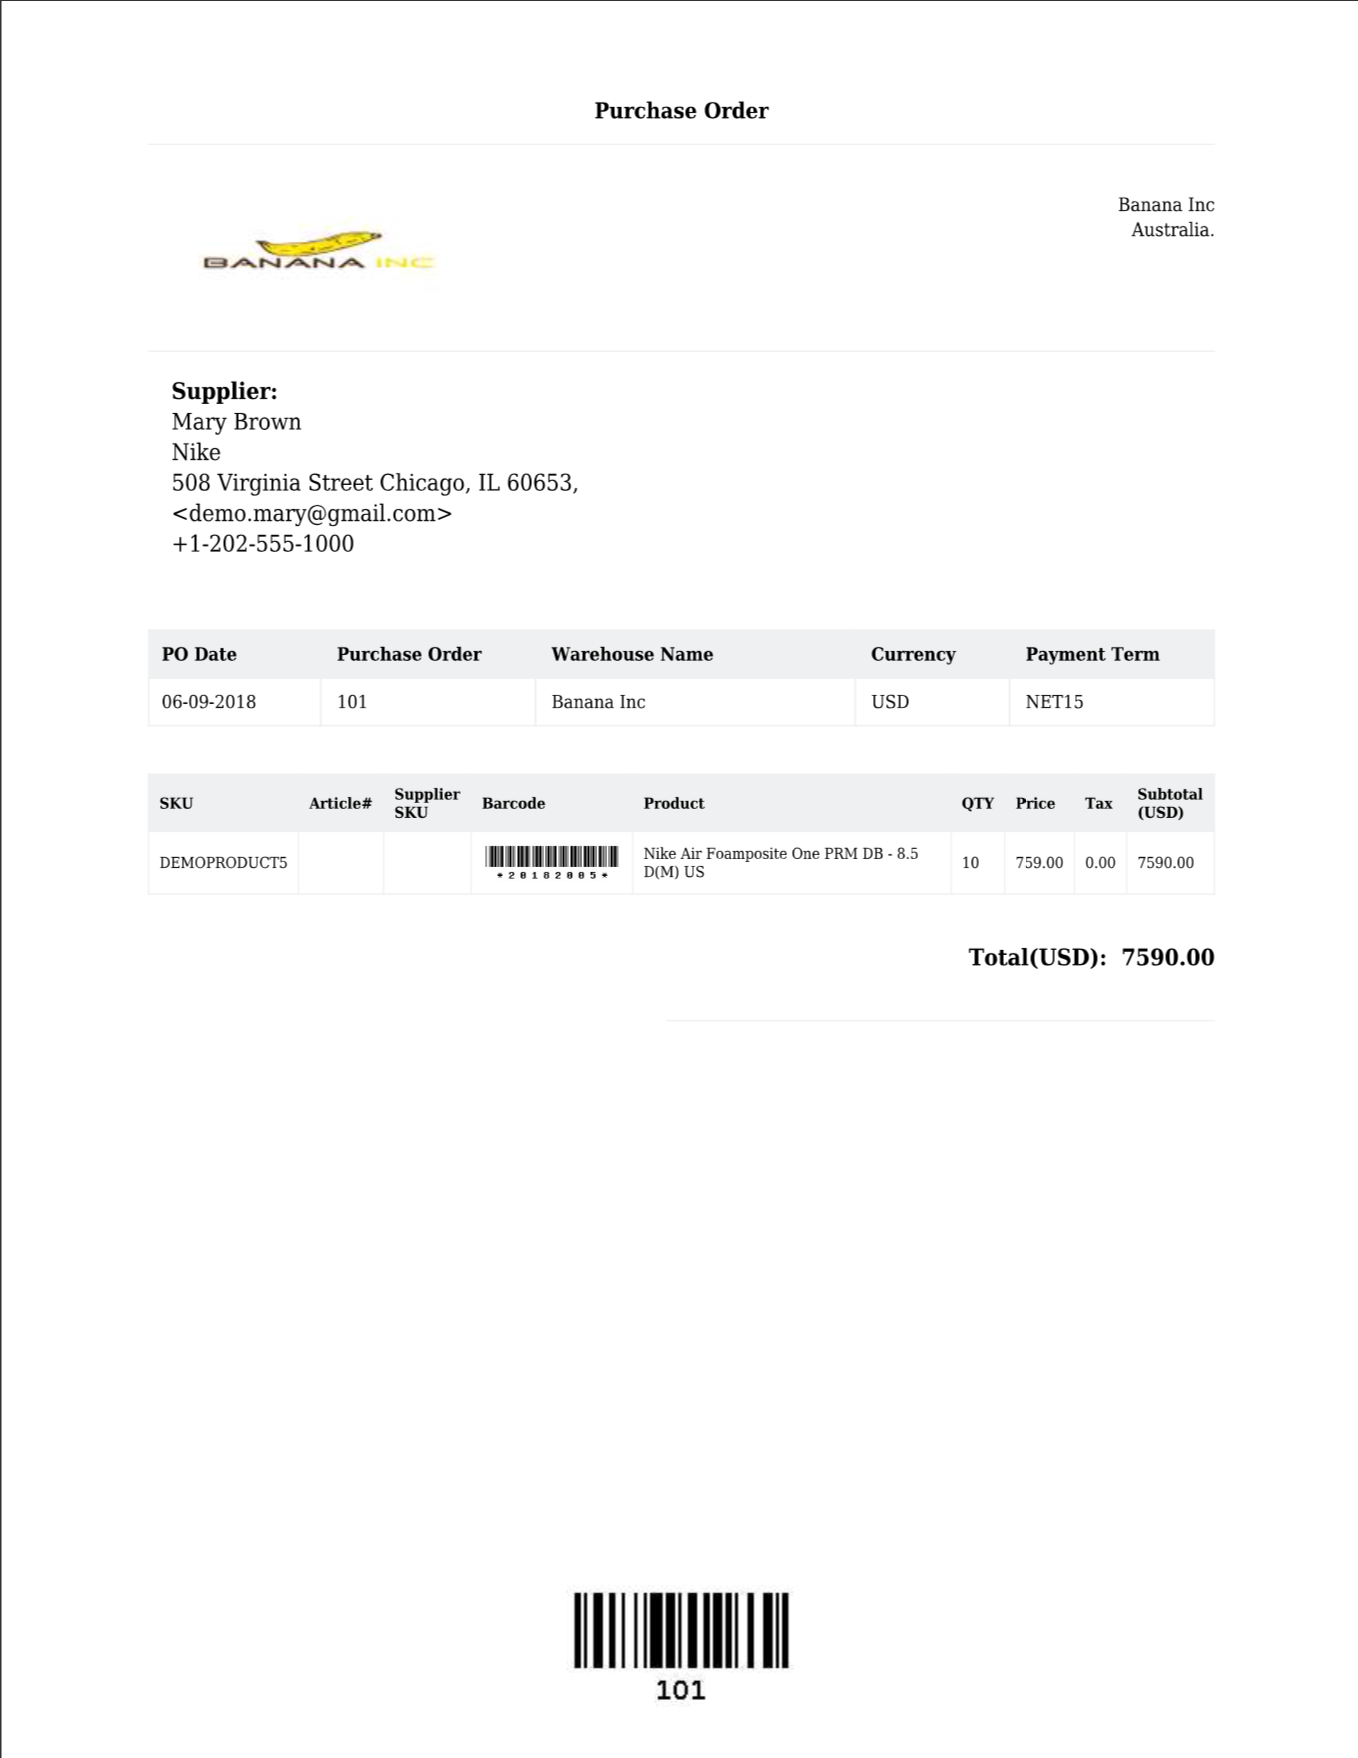 Purchase Order
BANANA INC
Banana Inc
Australia.
Supplier:
Mary Brown
Nike
508 Virginia Street Chicago, IL 60653,
<demo.mary@gmail.com>
+1-202-555-1000
PO Date Purchase Order Warehouse Name Currency Payment Term
06-09-2018 101 Banana Inc USD NET15
SKU Article# Supplier SKU Barcode Product QTY Price Tax Subtotal (USD)
DEMOPRODUCT5 *20182005* Nike Air Foamposite One PRM DB - 8.5 D(M) US 10 759.00 0.00 7590.00
Total(USD): 7590.00
101